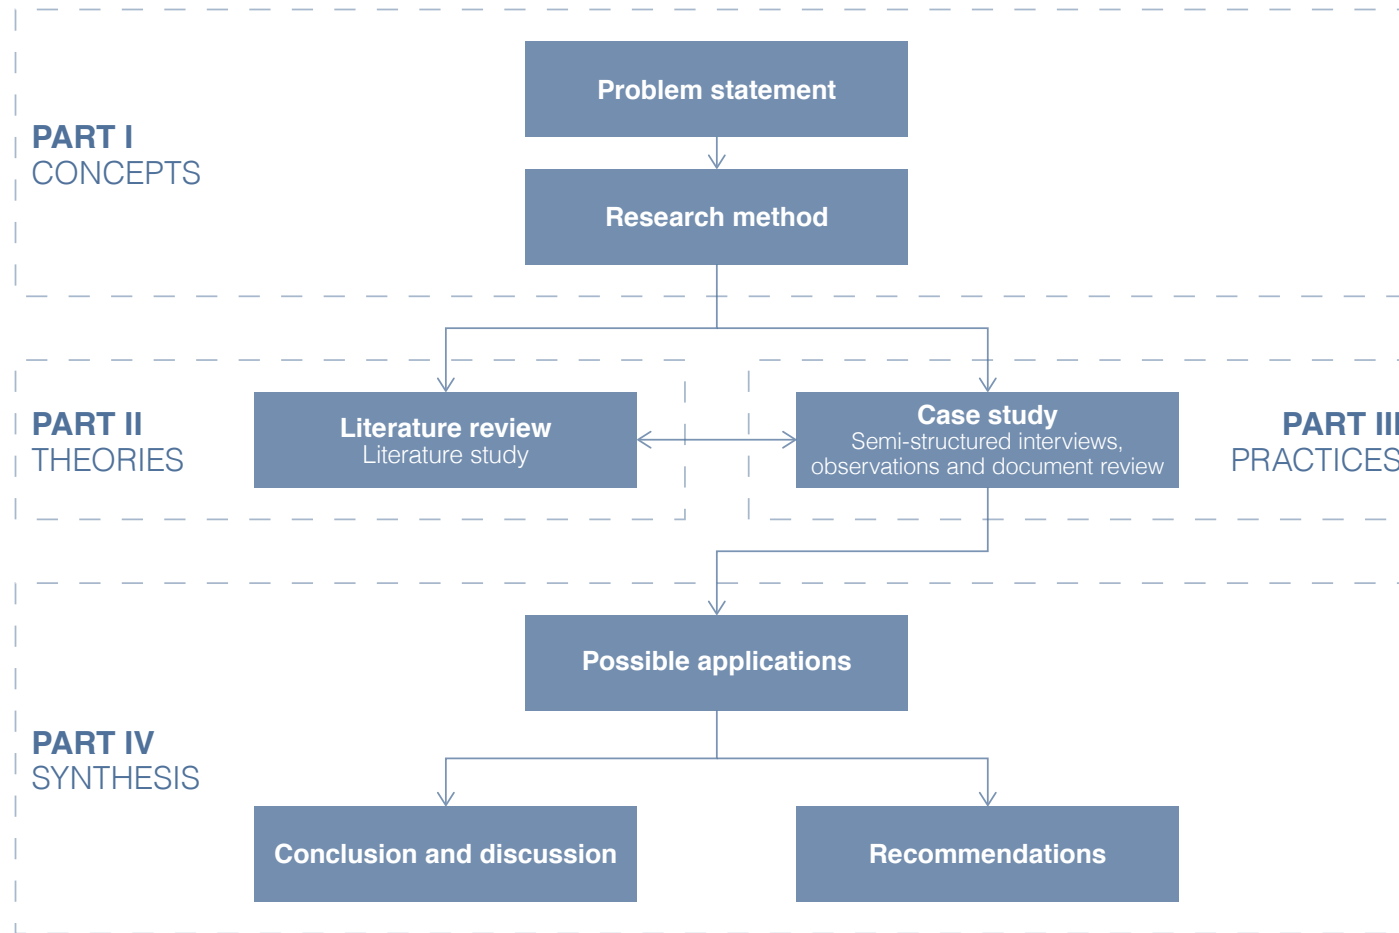 Problem statement
PART I
CONCEPTS
Research method
PART II
THEORIES
Literature review
Literature study
Case study
Semi-structured interviews,
observations and document review
PART III
PRACTICES
Possible applications
PART IV
SYNTHESIS
Conclusion and discussion
Recommendations